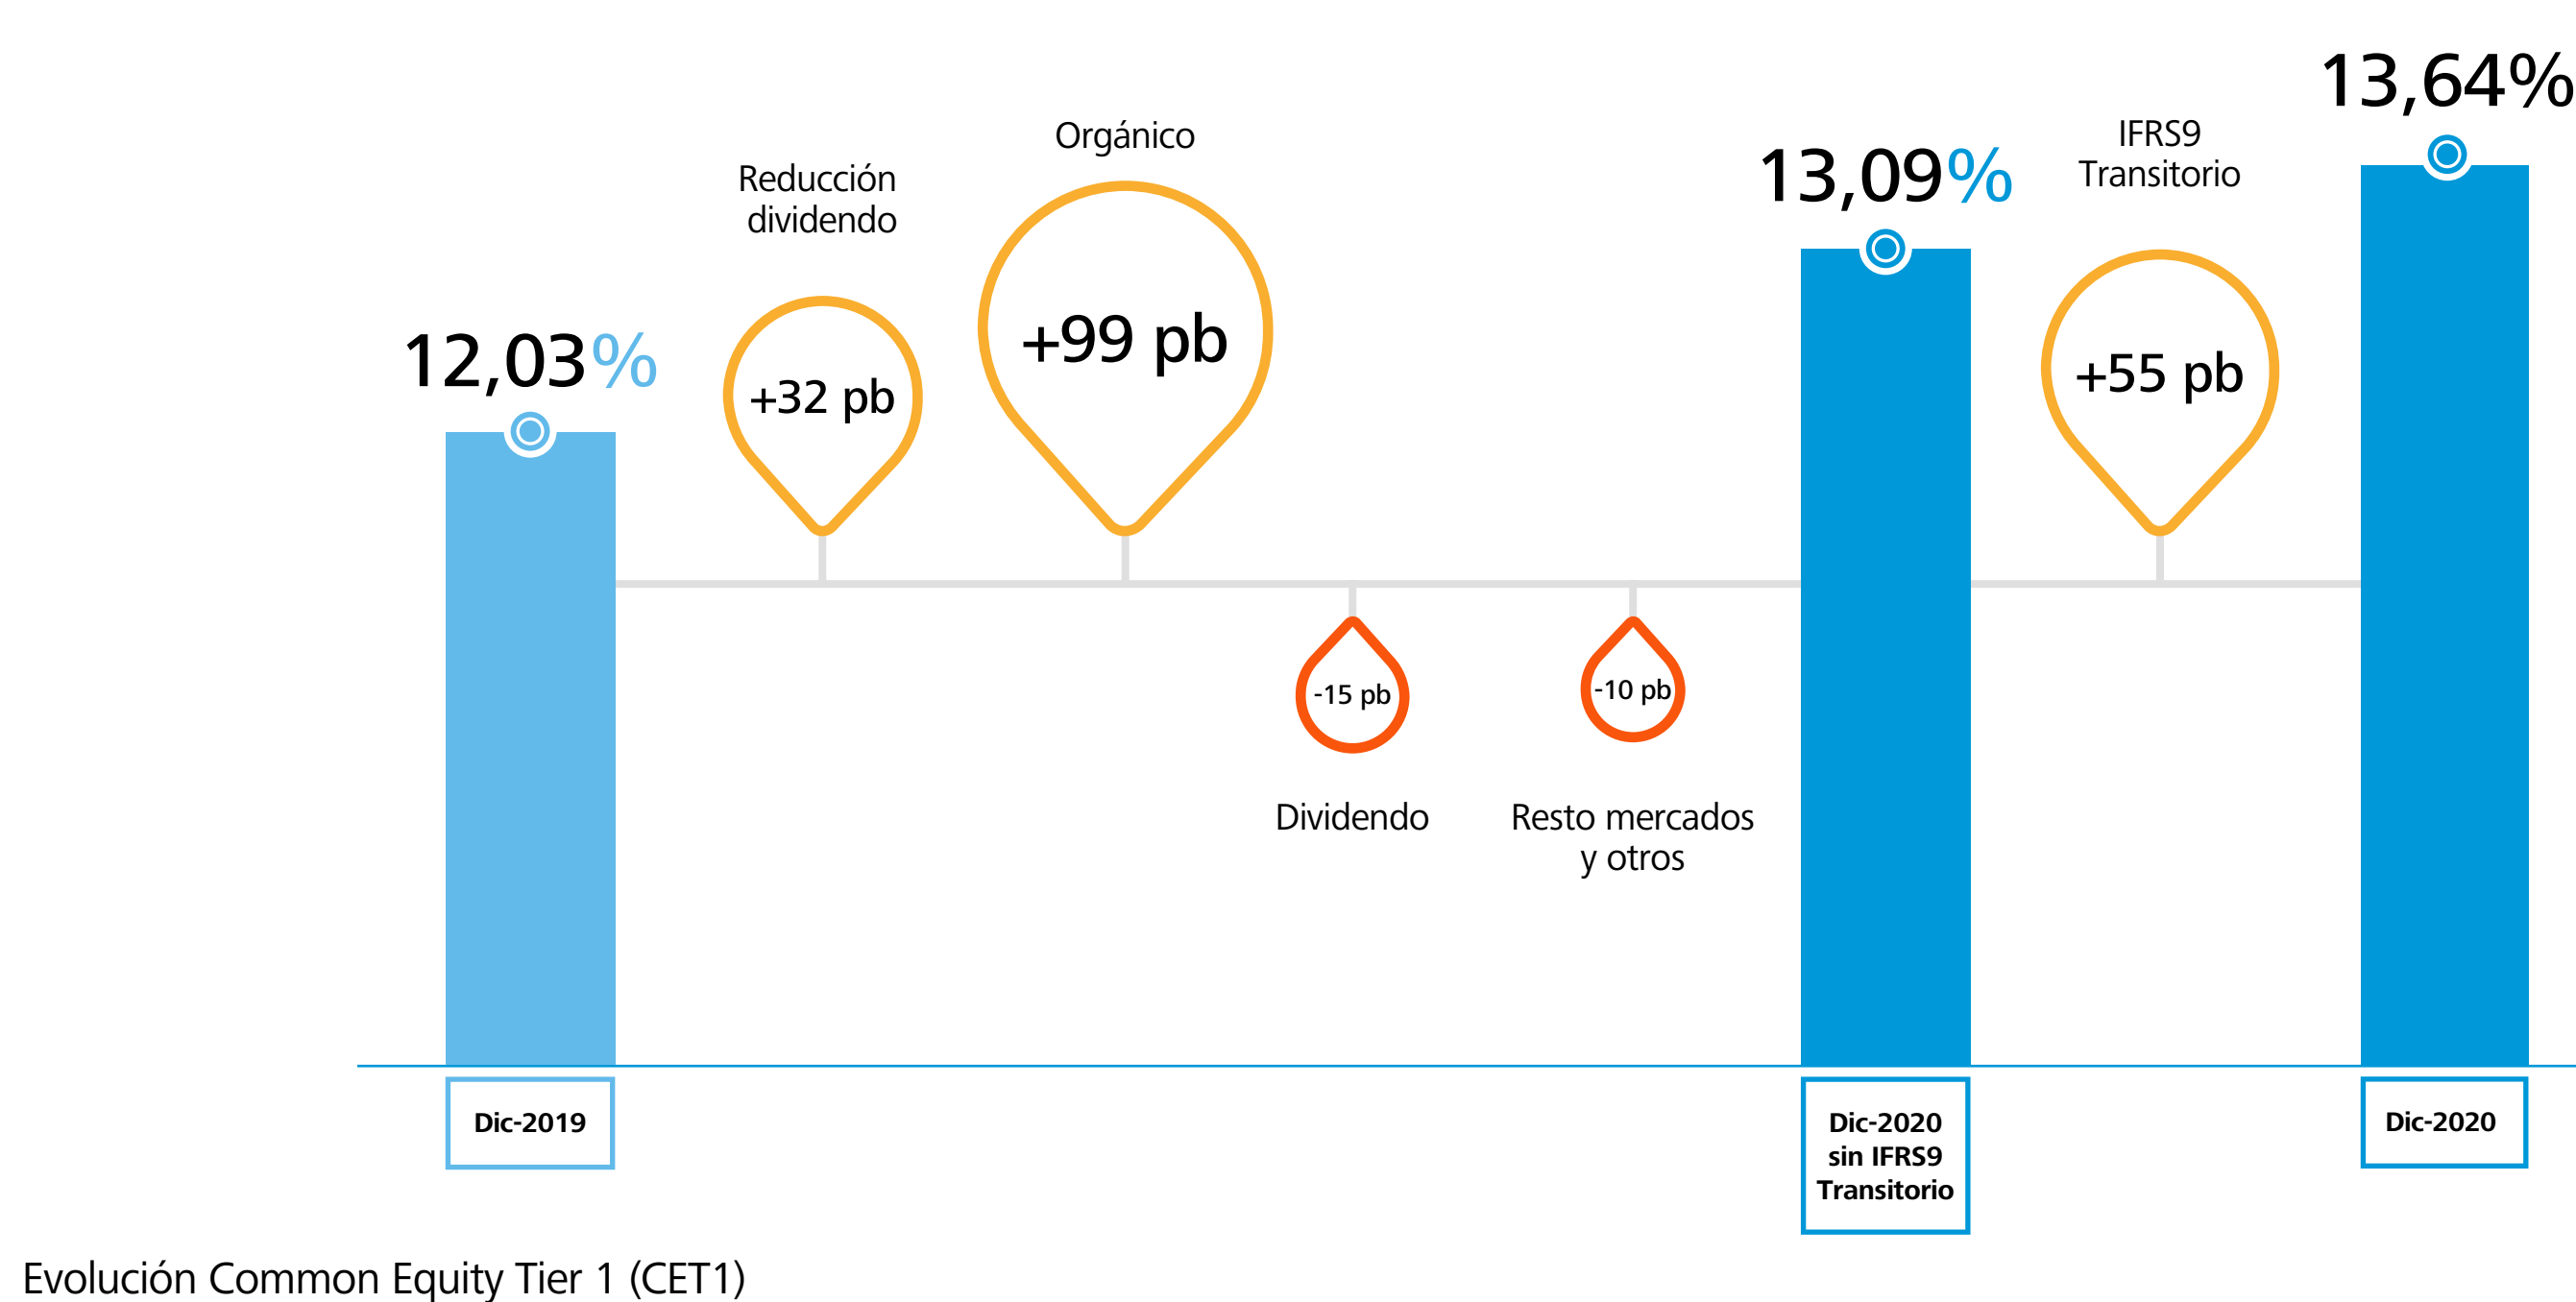 12,03%
Reducción
dividendo
+32 pb
Orgánico
+99 pb
-15 pb
Dividendo
-10 pb
Resto mercados
y otros
13,09%
IFRS9
Transitorio
+55 pb
13,64%
Dic-2019
Dic-2020
sin IFRS9
Transitorio
Dic-2020
Evolución Common Equity Tier 1 (CET1)